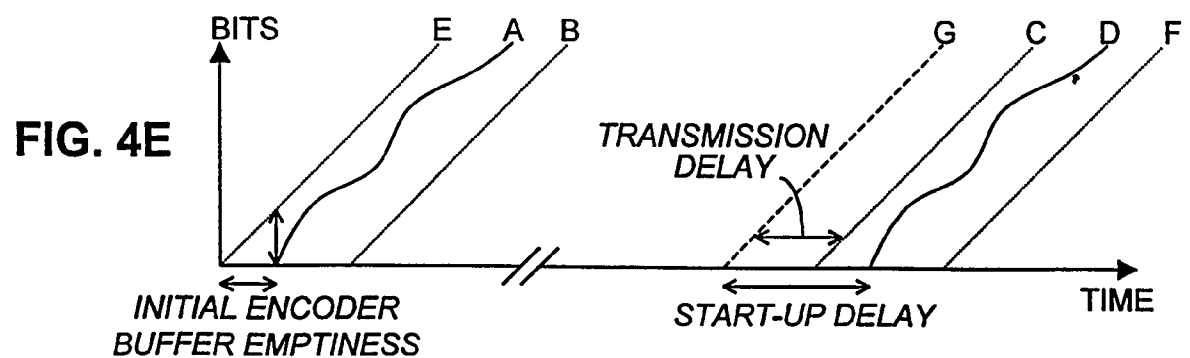 BITS
E A B G C D F
FIG. 4E
TRANSMISSION
DELAY
INITIAL ENCODER
BUFFER EMPTINESS
START-UP DELAY
TIME